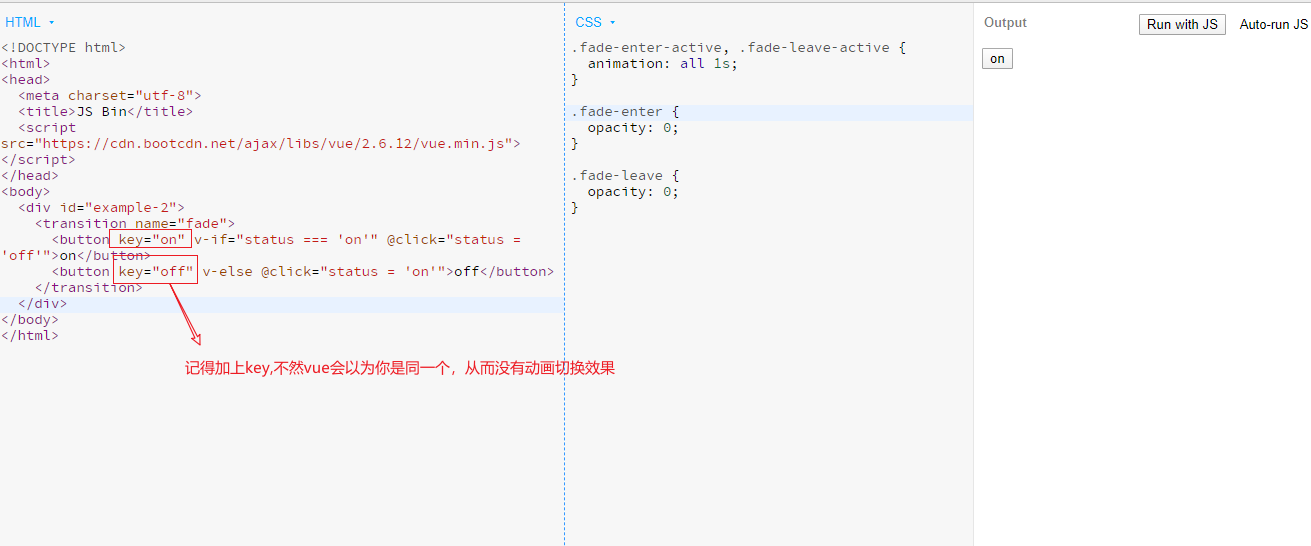 HTML
<!DOCTYPE html>
<html>
<head>
  <meta charset="utf-8">
  <title>JS Bin</title>
  <script
src="https://cdn.bootcdn.net/ajax/libs/vue/2.6.12/vue.min.js">
</script>
</head>
<body>
  <div id="example-2">
    <transition name="fade">
      <button key="on" v-if="status === 'on'" @click="status =
'off'">on</button>
      <button key="off" v-else @click="status = 'on'">off</button>
    </transition>
  </div>
</body>
</html>
记得加上key,不然vue会以为你是同一个，从而没有动画切换效果
CSS
.fade-enter-active, .fade-leave-active {
  animation: all 1s;
}
.fade-enter {
  opacity: 0;
}
.fade-leave {
  opacity: 0;
}
Output
Run with JS
Auto-run JS
on